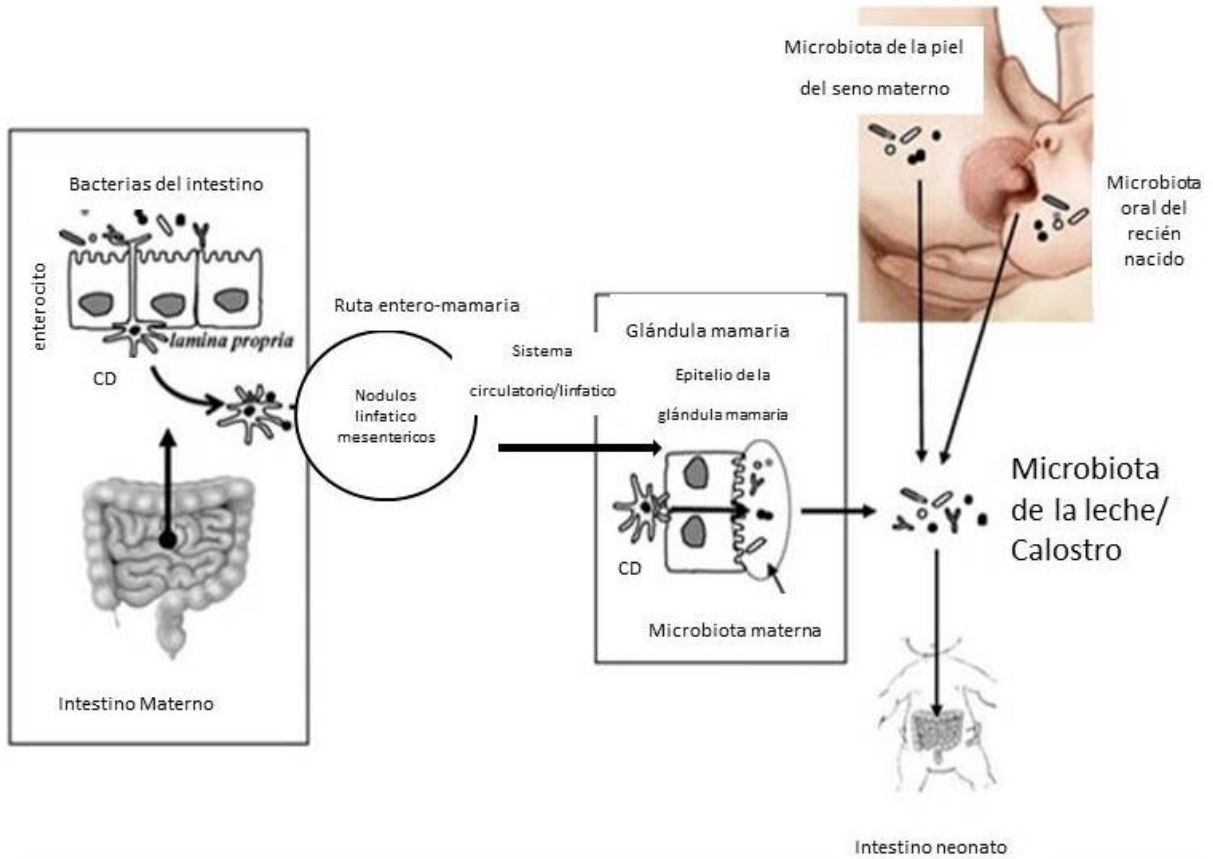 Microbiota de la piel
del seno materno
Bacterias del intestino
Microbiota
oral del
recién
nacido
enterocito
lamina propria
CD
Ruta entero-mamaria
Nodulos
linfatico
mesentericos
Sistema
circulatorio/linfatico
Glándula mamaria
Epitelio de la
glándula mamaria
CD
Microbiota materna
Microbiota
de la leche/
Calostro
Intestino Materno
Intestino neonato